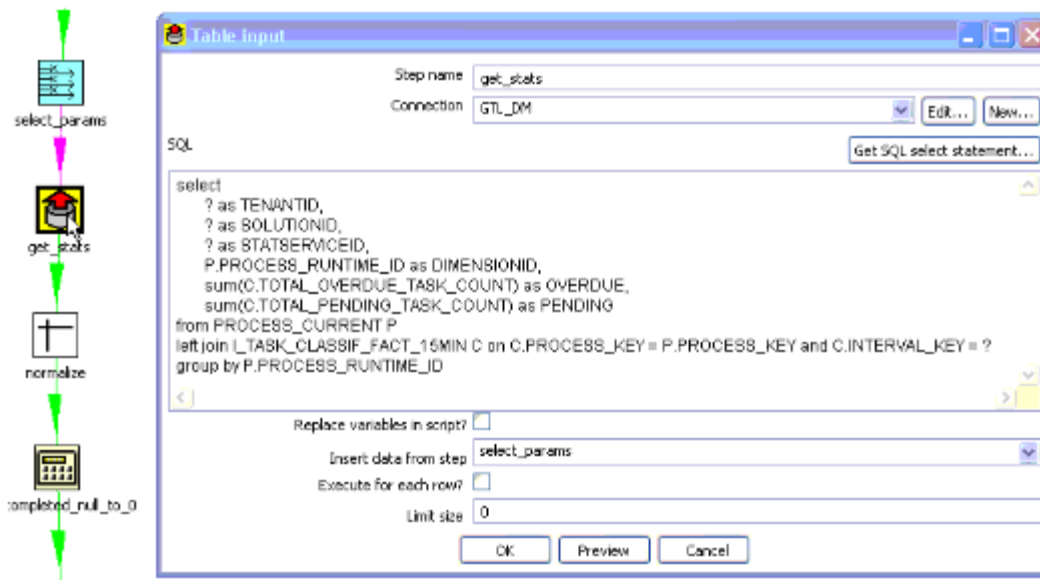 Table Input
select_params
get_stats
normalize
completed_null_to_0
Step name get_stats
Connection GTL_DM Edit... New...
SQL Get SQL select statement...
select
? as TENANTID,
? as SOLUTIONID,
? as STATSERVICEID,
P.PROCESS_RUNTIME_ID as DIMENSIONID,
sum(C.TOTAL_OVERDUE_TASK_COUNT) as OVERDUE,
sum(C.TOTAL_PENDING_TASK_COUNT) as PENDING
from PROCESS_CURRENT P
left join I_TASK_CLASSIF_FACT_15MIN C on C.PROCESS_KEY = P.PROCESS_KEY and C.INTERVAL_KEY = ?
group by P.PROCESS_RUNTIME_ID
Replace variables in script?
Insert data from step select_params
Execute for each row?
Limit size 0
OK Preview Cancel